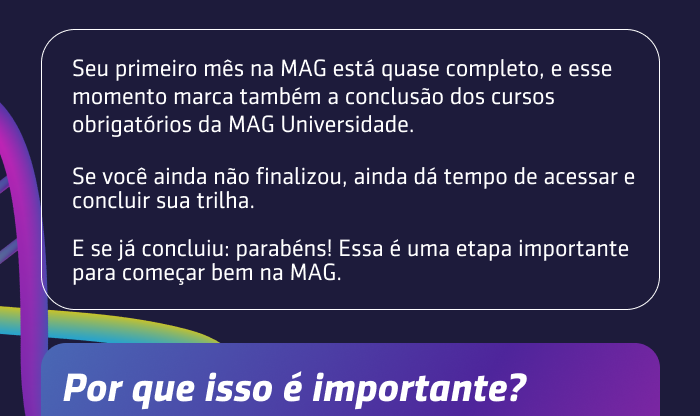 Seu primeiro mês na MAG está quase completo, e esse
momento marca também a conclusão dos cursos
obrigatórios da MAG Universidade.
Se você ainda não finalizou, ainda dá tempo de acessar e
concluir sua trilha.
E se já concluiu: parabéns! Essa é uma etapa importante
para começar bem na MAG.
Por que isso é importante?